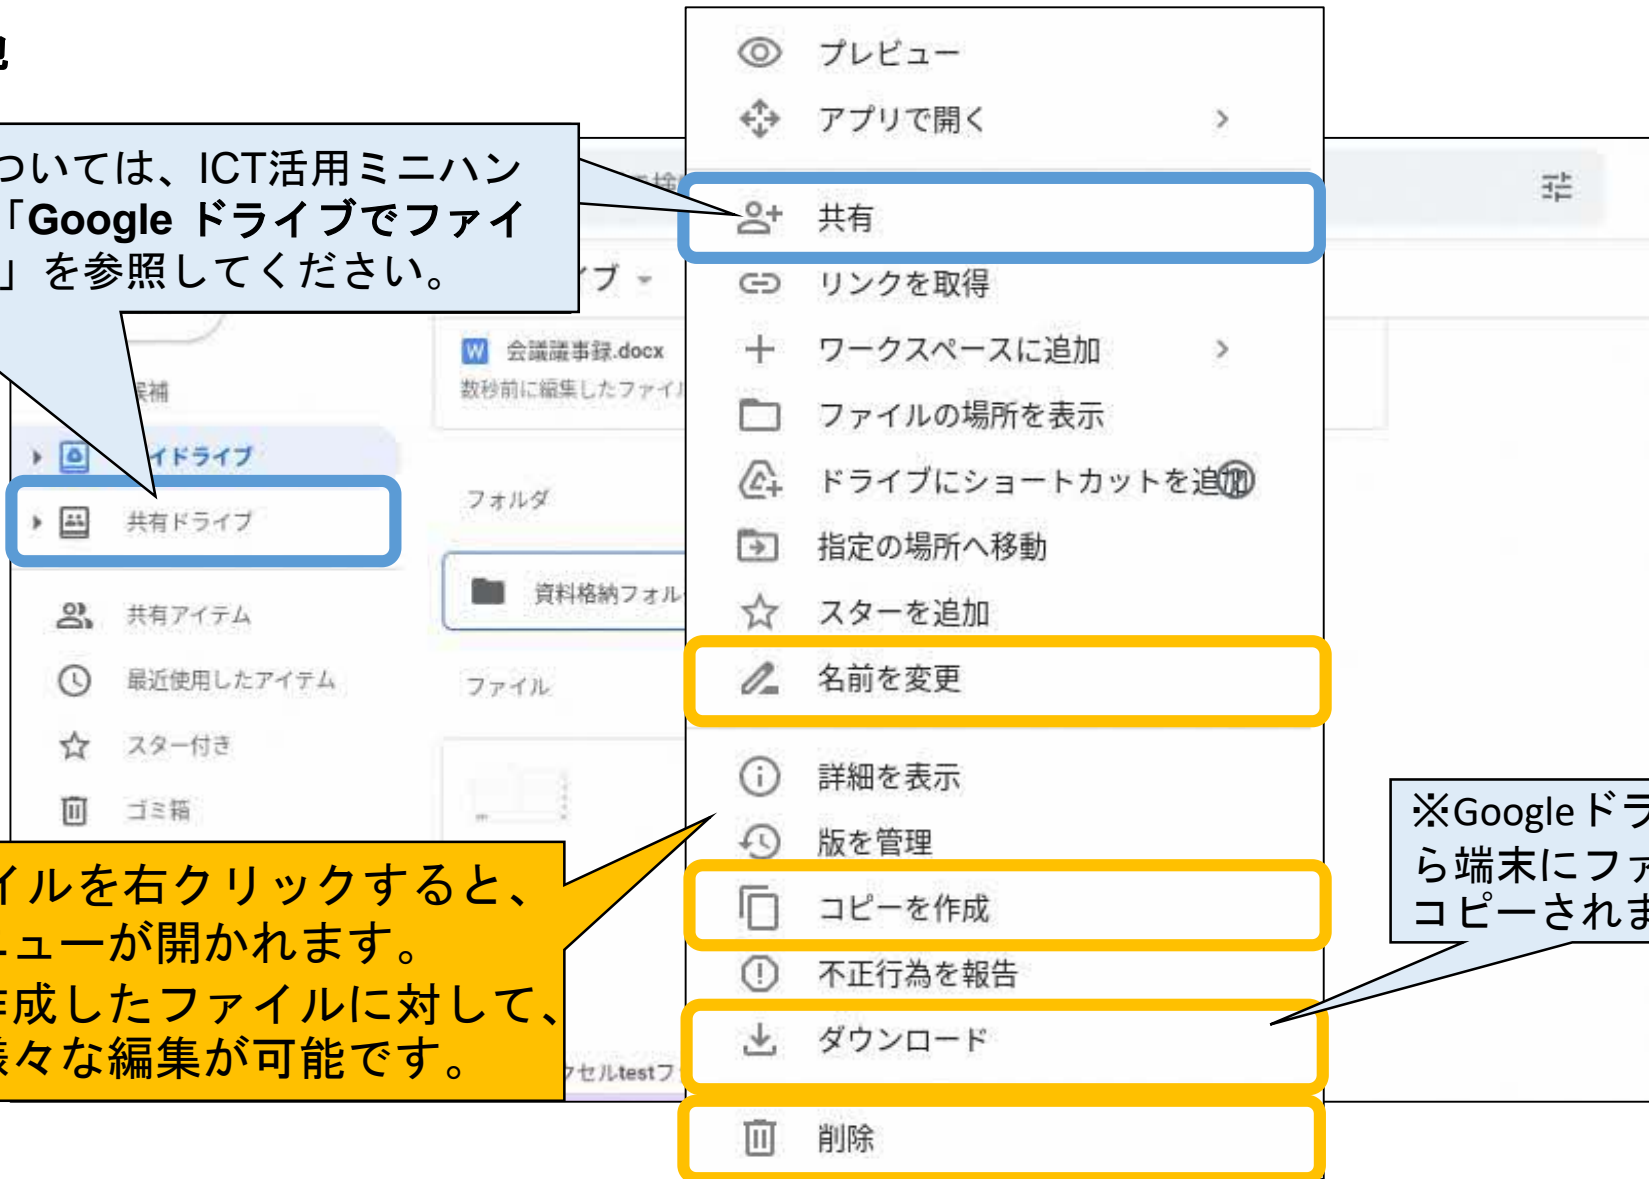 ついては、ICT活用ミニハン
「Google ドライブでファイ
」を参照してください。
イブ
会議議事録.docx
数秒前に編集したファイル
候補
マイドライブ
共有ドライブ
共有アイテム
最近使用したアイテム
スター付き
ゴミ箱
フォルダ
資料格納フォル
ファイル
プレビュー
アプリで開く
共有
リンクを取得
ワークスペースに追加
ファイルの場所を表示
ドライブにショートカットを追加
指定の場所へ移動
スターを追加
名前を変更
詳細を表示
版を管理
コピーを作成
不正行為を報告
ダウンロード
削除
イルを右クリックすると、
ニューが開かれます。
作成したファイルに対して、
様々な編集が可能です。
クセルtestフ
※Googleドラ
ら端末にファ
コピーされま